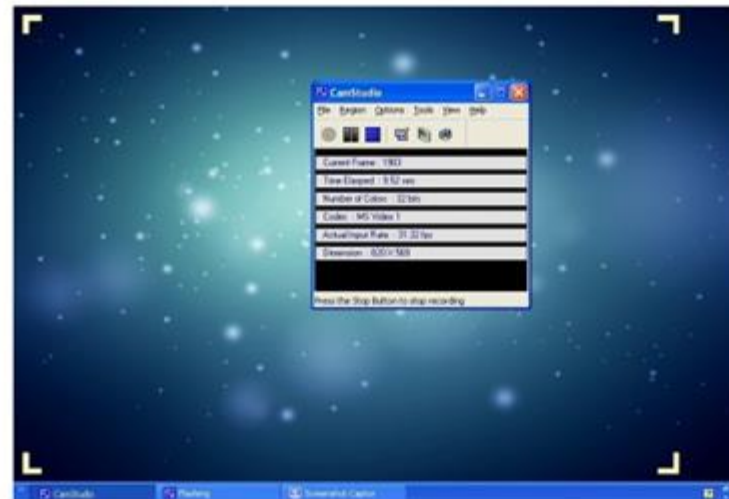 CamStudio
File Region Options Tools View Help
Current Frame : 1903
Time Elapsed : 9.52 sec
Number of Colors : 32 bits
Codec : MS Video 1
Actual Input Rate : 31.32 fps
Dimension : 820 X 568
Press the Stop Button to stop recording
CamStudio
Flashing
Screenshot Captor